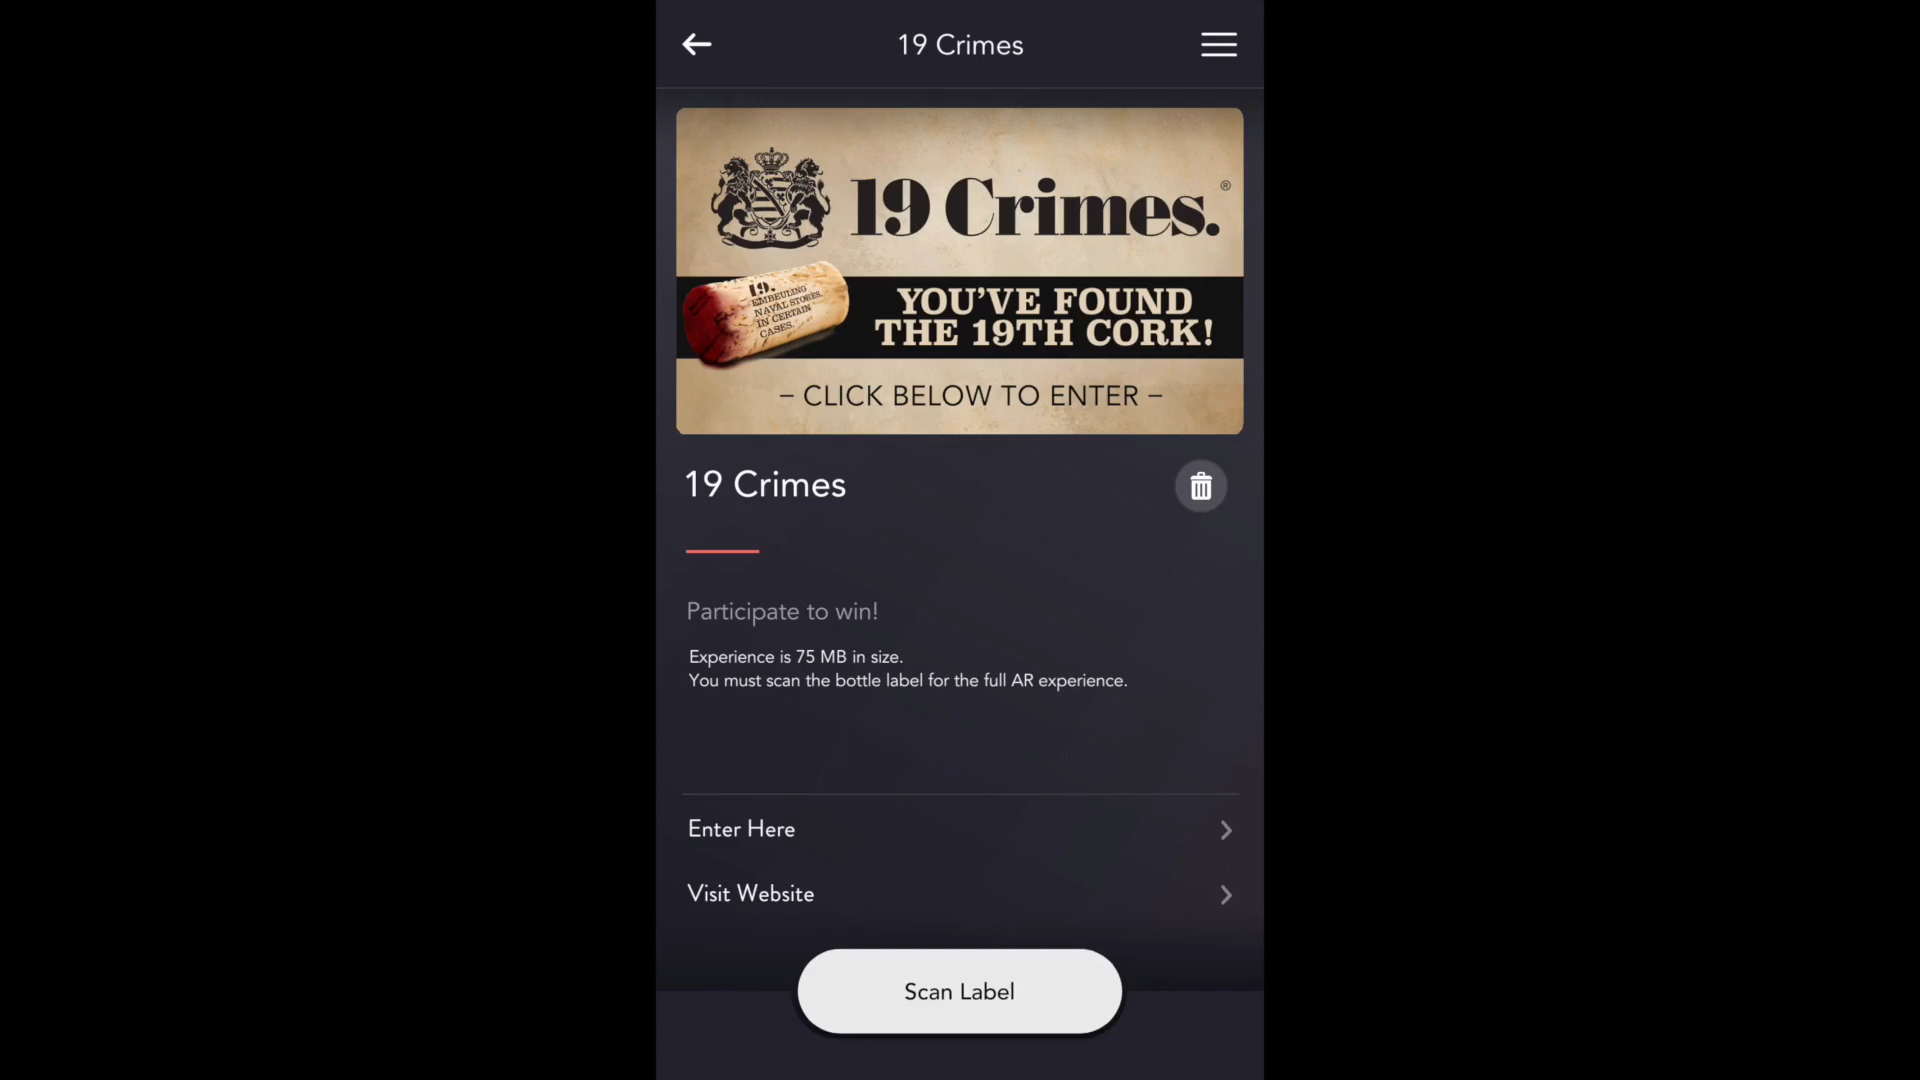 19 Crimes
19 Crimes.®
19.
EMBEULING
NAVAL STORES,
IN CERTAIN
CASES.
YOU'VE FOUND
THE 19TH CORK!
– CLICK BELOW TO ENTER –
19 Crimes
Participate to win!
Experience is 75 MB in size.
You must scan the bottle label for the full AR experience.
Enter Here
Visit Website
Scan Label